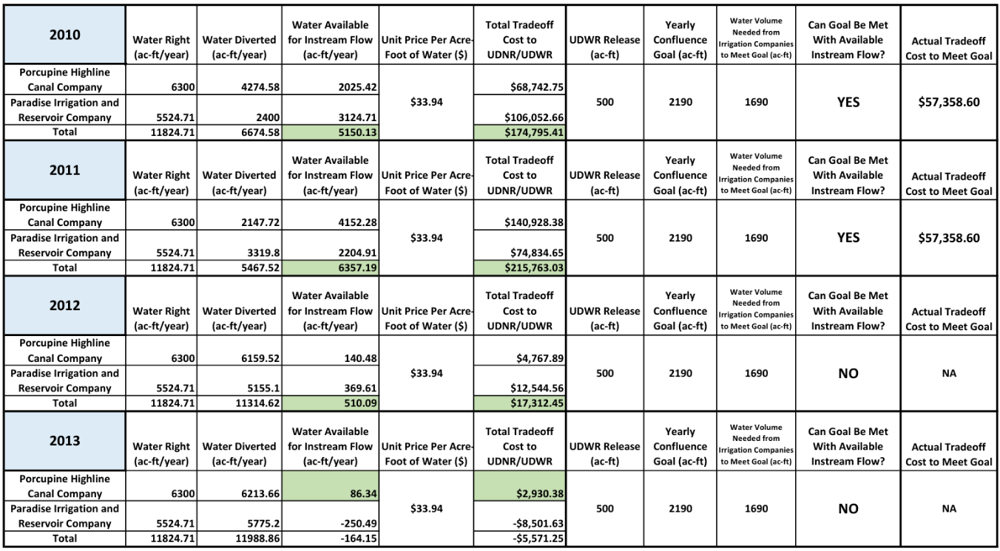 2010 Water Right (ac-ft/year) Water Diverted (ac-ft/year) Water Available for Instream Flow (ac-ft/year) Unit Price Per Acre-Foot of Water ($) Total Tradeoff Cost to UDNR/UDWR UDWR Release (ac-ft) Yearly Confluence Goal (ac-ft) Water Volume Needed from Irrigation Companies to Meet Goal (ac-ft) Can Goal Be Met With Available Instream Flow? Actual Tradeoff Cost to Meet Goal
Porcupine Highline Canal Company 6300 4274.58 2025.42 $33.94 $68,742.75 500 2190 1690 YES $57,358.60
Paradise Irrigation and Reservoir Company 5524.71 2400 3124.71 $106,052.66
Total 11824.71 6674.58 5150.13 $174,795.41
2011 Water Right (ac-ft/year) Water Diverted (ac-ft/year) Water Available for Instream Flow (ac-ft/year) Unit Price Per Acre-Foot of Water ($) Total Tradeoff Cost to UDNR/UDWR UDWR Release (ac-ft) Yearly Confluence Goal (ac-ft) Water Volume Needed from Irrigation Companies to Meet Goal (ac-ft) Can Goal Be Met With Available Instream Flow? Actual Tradeoff Cost to Meet Goal
Porcupine Highline Canal Company 6300 2147.72 4152.28 $33.94 $140,928.38 500 2190 1690 YES $57,358.60
Paradise Irrigation and Reservoir Company 5524.71 3319.8 2204.91 $74,834.65
Total 11824.71 5467.52 6357.19 $215,763.03
2012 Water Right (ac-ft/year) Water Diverted (ac-ft/year) Water Available for Instream Flow (ac-ft/year) Unit Price Per Acre-Foot of Water ($) Total Tradeoff Cost to UDNR/UDWR UDWR Release (ac-ft) Yearly Confluence Goal (ac-ft) Water Volume Needed from Irrigation Companies to Meet Goal (ac-ft) Can Goal Be Met With Available Instream Flow? Actual Tradeoff Cost to Meet Goal
Porcupine Highline Canal Company 6300 6159.52 140.48 $33.94 $4,767.89 500 2190 1690 NO NA
Paradise Irrigation and Reservoir Company 5524.71 5155.1 369.61 $12,544.56
Total 11824.71 11314.62 510.09 $17,312.45
2013 Water Right (ac-ft/year) Water Diverted (ac-ft/year) Water Available for Instream Flow (ac-ft/year) Unit Price Per Acre-Foot of Water ($) Total Tradeoff Cost to UDNR/UDWR UDWR Release (ac-ft) Yearly Confluence Goal (ac-ft) Water Volume Needed from Irrigation Companies to Meet Goal (ac-ft) Can Goal Be Met With Available Instream Flow? Actual Tradeoff Cost to Meet Goal
Porcupine Highline Canal Company 6300 6213.66 86.34 $33.94 $2,930.38 500 2190 1690 NO NA
Paradise Irrigation and Reservoir Company 5524.71 5775.2 -250.49 -$8,501.63
Total 11824.71 11988.86 -164.15 -$5,571.25